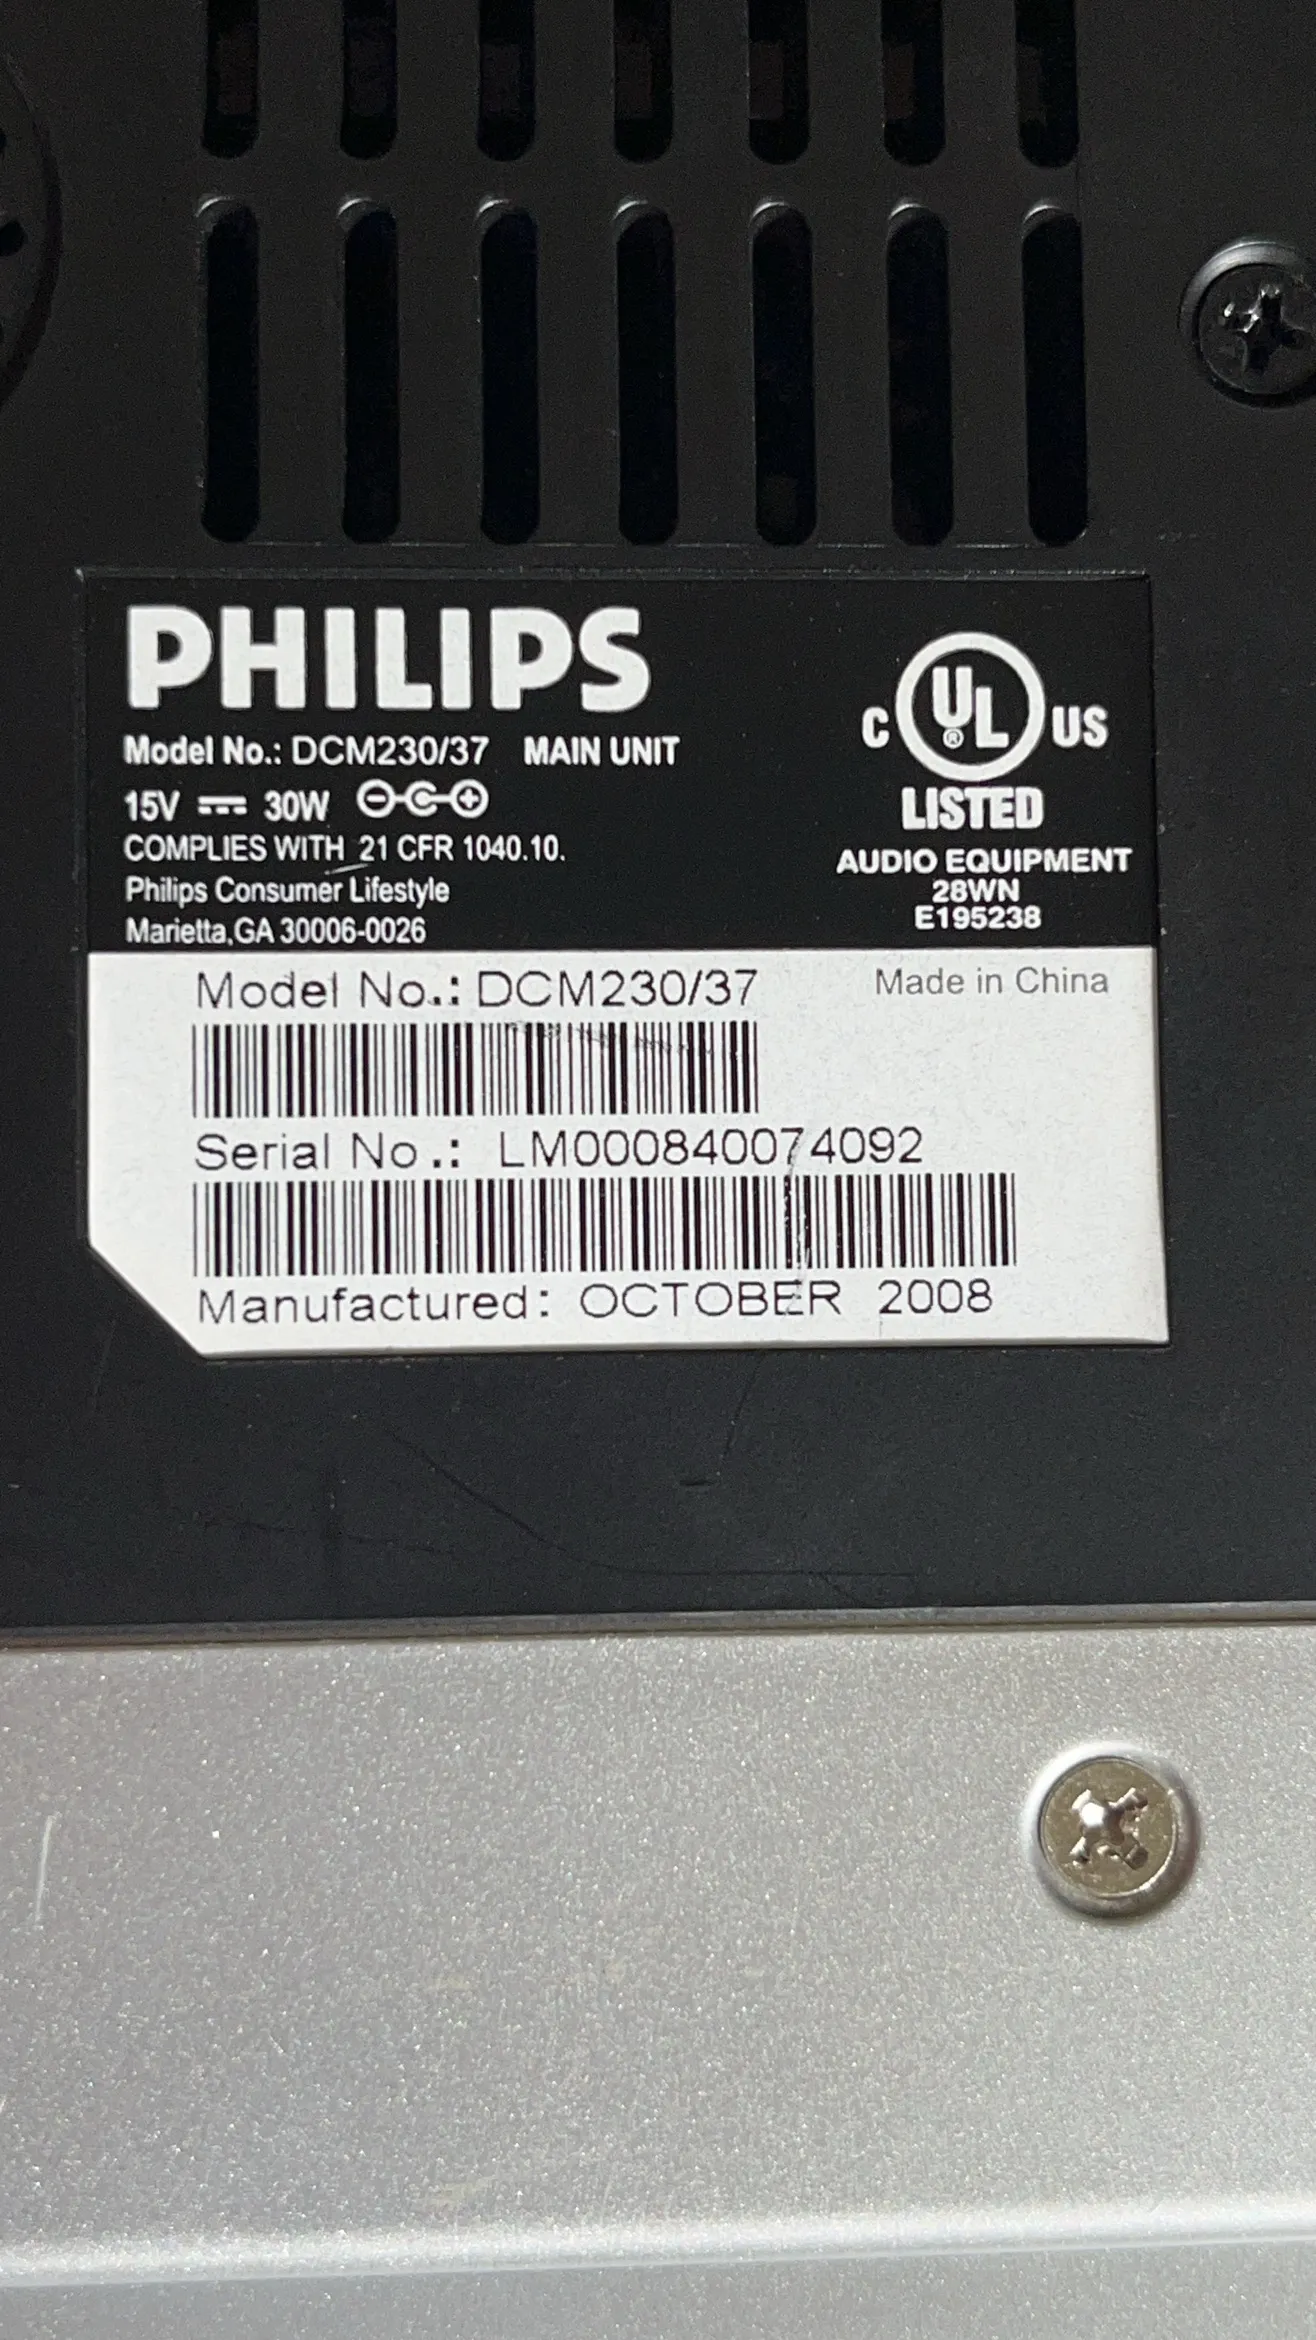 PHILIPS
Model No.: DCM230/37 MAIN UNIT
15V 30W
COMPLIES WITH 21 CFR 1040.10.
Philips Consumer Lifestyle
Marietta,GA 30006-0026
C UL® US
LISTED
AUDIO EQUIPMENT
28WN
E195238
Model No.: DCM230/37
Made in China
Serial No.: LM000840074092
Manufactured: OCTOBER 2008